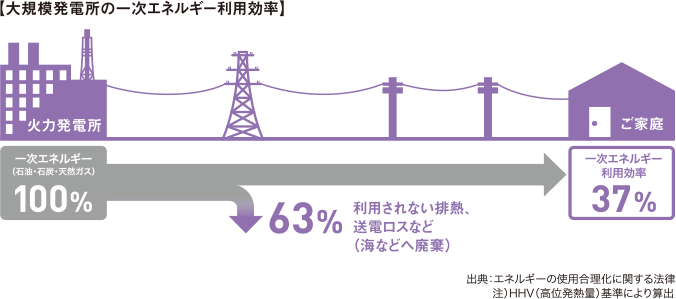 【大規模発電所の一次エネルギー利用効率】
火力発電所
ご家庭
一次エネルギー
（石油・石炭・天然ガス）
100%
63%
利用されない排熱、
送電ロスなど
（海などへ廃棄）
一次エネルギー
利用効率
37%
出典：エネルギーの使用合理化に関する法律
注）HHV（高位発熱量）基準により算出